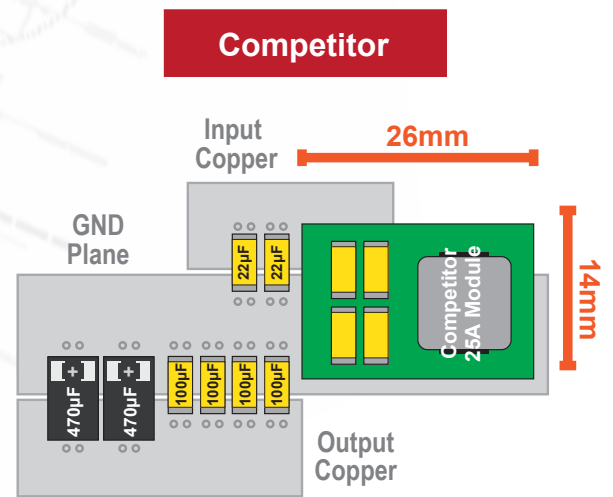 Competitor
Input
Copper
26mm
GND
Plane
22µF
22µF
Competitor
25A Module
14mm
+
+
470µF
470µF
100µF
100µF
100µF
100µF
Output
Copper